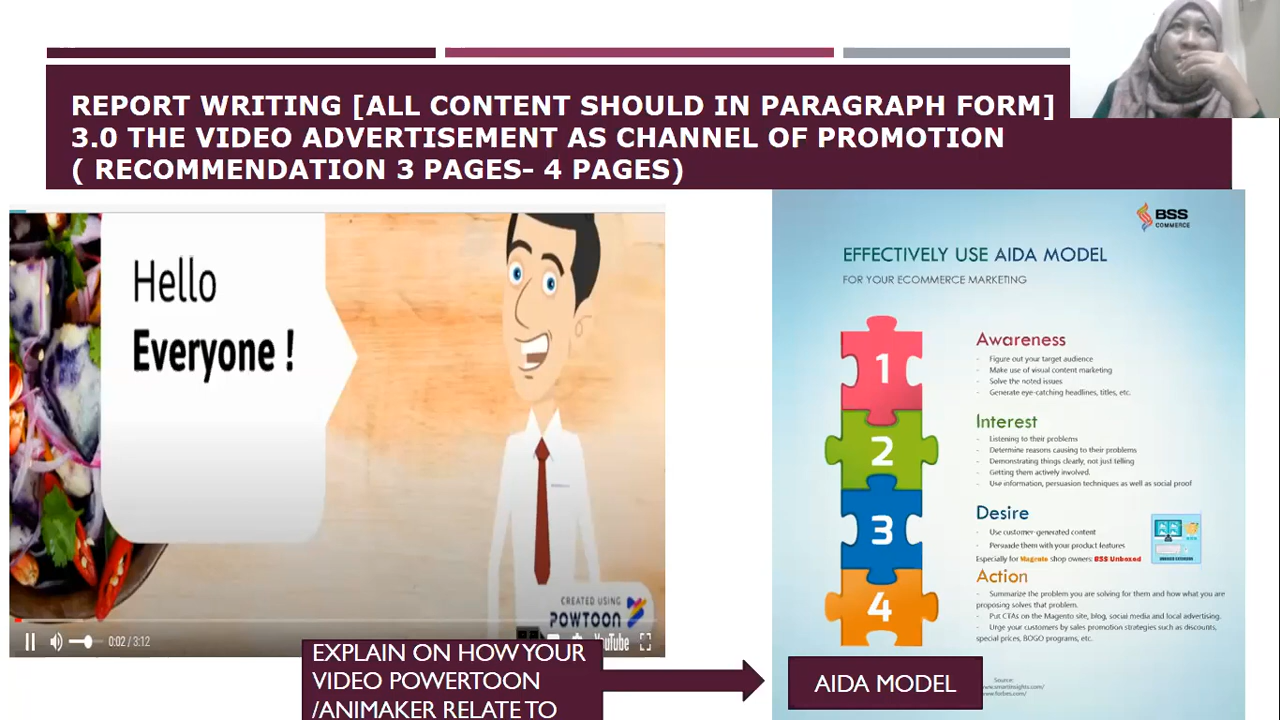 REPORT WRITING [ALL CONTENT SHOULD IN PARAGRAPH FORM]
3.0 THE VIDEO ADVERTISEMENT AS CHANNEL OF PROMOTION
( RECOMMENDATION 3 PAGES- 4 PAGES)
Hello
Everyone !
CREATED USING
POWTOON
0:02 / 3:12
YouTube
EXPLAIN ON HOW YOUR
VIDEO POWERTOON
/ANIMAKER RELATE TO
BSS
COMMERCE
EFFECTIVELY USE AIDA MODEL
FOR YOUR ECOMMERCE MARKETING
1
Awareness
- Figure out your target audience
- Make use of visual content marketing
- Solve the noted issues
- Generate eye-catching headlines, titles, etc.
2
Interest
- Listening to their problems
- Determine reasons causing to their problems
- Demonstrating things clearly, not just telling
- Getting them actively involved.
- Use information, persuasion techniques as well as social proof
3
Desire
- Use customer-generated content
- Persuade them with your product features
Especially for Magento shop owners: BSS Unboxed
4
Action
- Summarize the problem you are solving for them and how what you are
proposing solves that problem.
- Put CTAs on the Magento site, blog, social media and local advertising.
- Urge your customers by sales promotion strategies such as discounts,
special prices, BOGO programs, etc.
AIDA MODEL
Source:
www.smartinsights.com/
www.forbes.com/